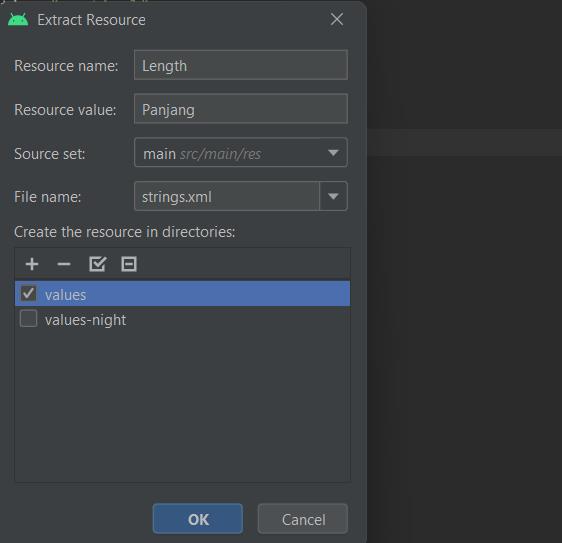 Extract Resource
Resource name: Length
Resource value: Panjang
Source set: main src/main/res
File name: strings.xml
Create the resource in directories:
values
values-night
OK Cancel